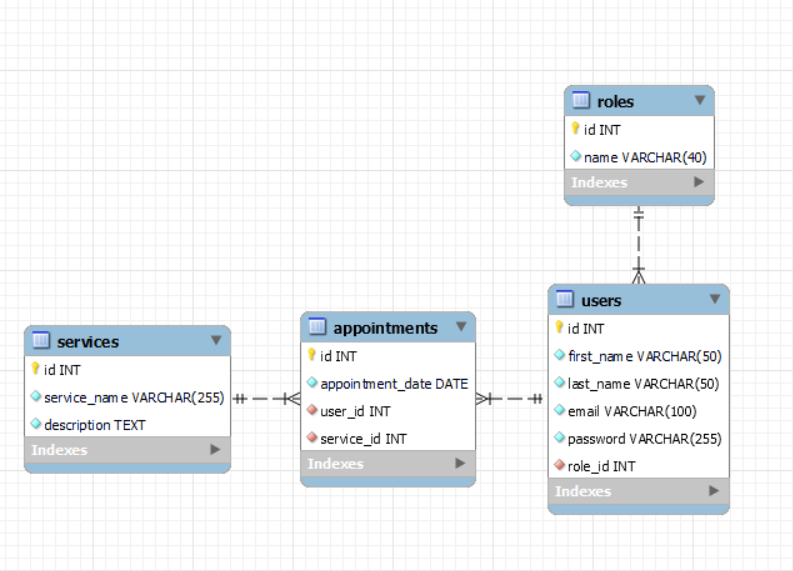 roles
id INT
name VARCHAR(40)
Indexes
users
id INT
first_name VARCHAR(50)
last_name VARCHAR(50)
email VARCHAR(100)
password VARCHAR(255)
role_id INT
Indexes
appointments
id INT
appointment_date DATE
user_id INT
service_id INT
Indexes
services
id INT
service_name VARCHAR(255)
description TEXT
Indexes